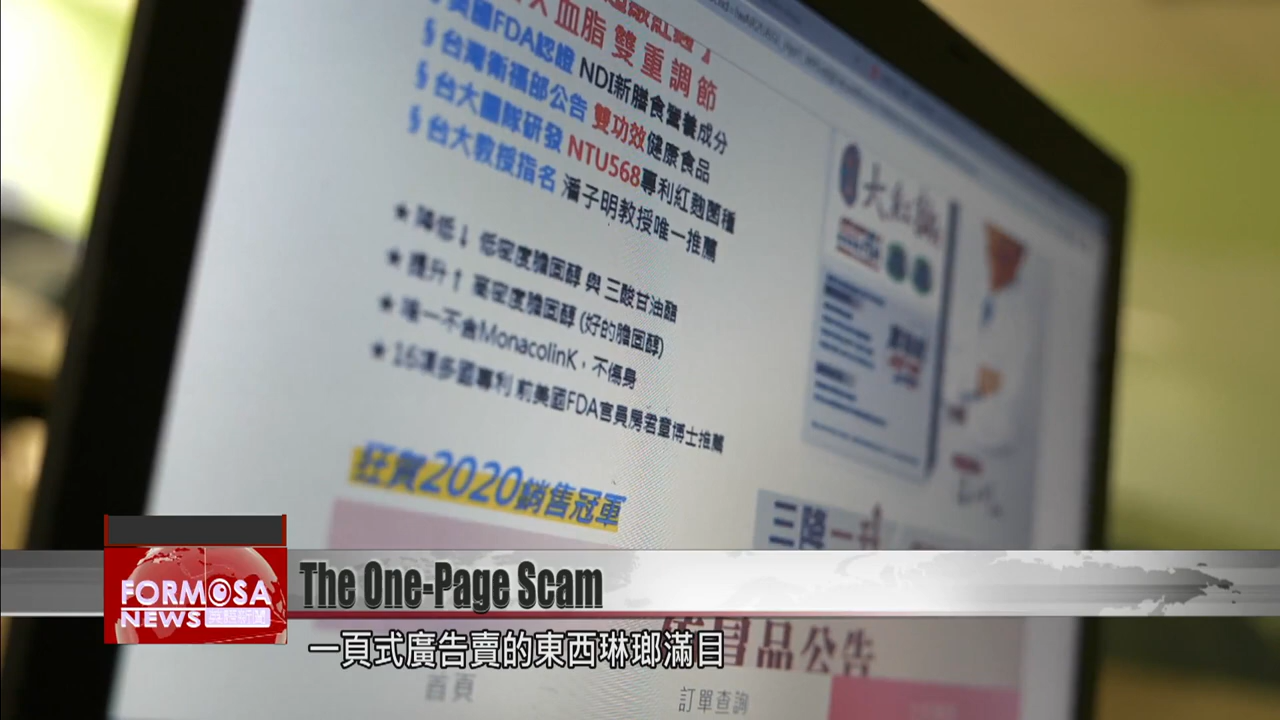 血脂 雙重調節
§美國FDA認證 NDI新膳食營養成分
§台灣衛福部公告 雙功效健康食品
§台大團隊研發 NTU568專利紅麴菌種
§台大教授指名 潘子明教授唯一推薦
★降低↓ 低密度膽固醇 與 三酸甘油酯
★提升↑ 高密度膽固醇 (好的膽固醇)
★唯一不含MonacolinK，不傷身
★16項多國專利 前美國FDA官員房君童博士推薦
狂賀2020銷售冠軍
大紅麴
三路一
The One-Page Scam
FORMOSA
NEWS
一頁式廣告賣的東西琳瑯滿目
冒品公告
首頁
訂單查詢